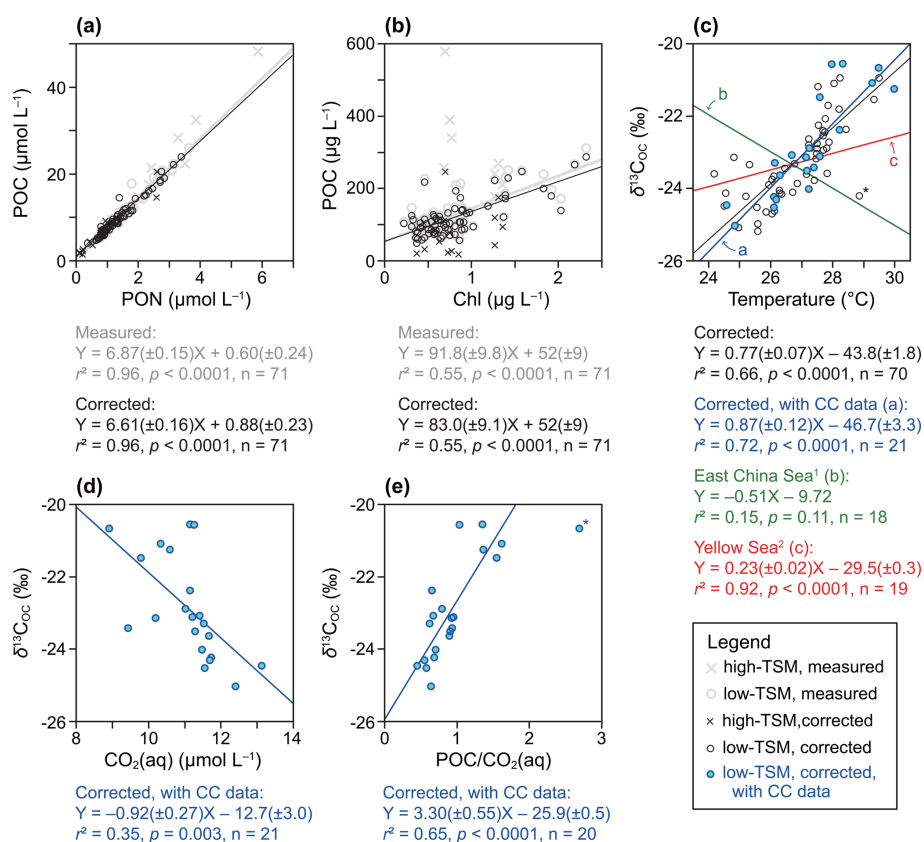 (a)
POC
(µmol L⁻¹)
40
20
0
0
2
4
6
PON (µmol L⁻¹)
Measured:
Y = 6.87(±0.15)X + 0.60(±0.24)
r² = 0.96, p < 0.0001, n = 71
Corrected:
Y = 6.61(±0.16)X + 0.88(±0.23)
r² = 0.96, p < 0.0001, n = 71
(b)
POC
(µg L⁻¹)
600
400
200
0
0
1
2
Chl (µg L⁻¹)
Measured:
Y = 91.8(±9.8)X + 52(±9)
r² = 0.55, p < 0.0001, n = 71
Corrected:
Y = 83.0(±9.1)X + 52(±9)
r² = 0.55, p < 0.0001, n = 71
(c)
δ¹³C_OC (‰)
-20
-22
-24
-26
b
c
*
a
24
26
28
30
Temperature (°C)
Corrected:
Y = 0.77(±0.07)X – 43.8(±1.8)
r² = 0.66, p < 0.0001, n = 70
Corrected, with CC data (a):
Y = 0.87(±0.12)X – 46.7(±3.3)
r² = 0.72, p < 0.0001, n = 21
East China Sea¹ (b):
Y = –0.51X – 9.72
r² = 0.15, p = 0.11, n = 18
Yellow Sea² (c):
Y = 0.23(±0.02)X – 29.5(±0.3)
r² = 0.92, p < 0.0001, n = 19
(d)
δ¹³C_OC (‰)
-20
-22
-24
-26
8
10
12
14
CO₂(aq) (µmol L⁻¹)
Corrected, with CC data:
Y = –0.92(±0.27)X – 12.7(±3.0)
r² = 0.35, p = 0.003, n = 21
(e)
δ¹³C_OC (‰)
-20
-22
-24
-26
*
0
1
2
3
POC/CO₂(aq)
Corrected, with CC data:
Y = 3.30(±0.55)X – 25.9(±0.5)
r² = 0.65, p < 0.0001, n = 20
Legend
high-TSM, measured
low-TSM, measured
high-TSM,corrected
low-TSM, corrected
low-TSM, corrected,
with CC data